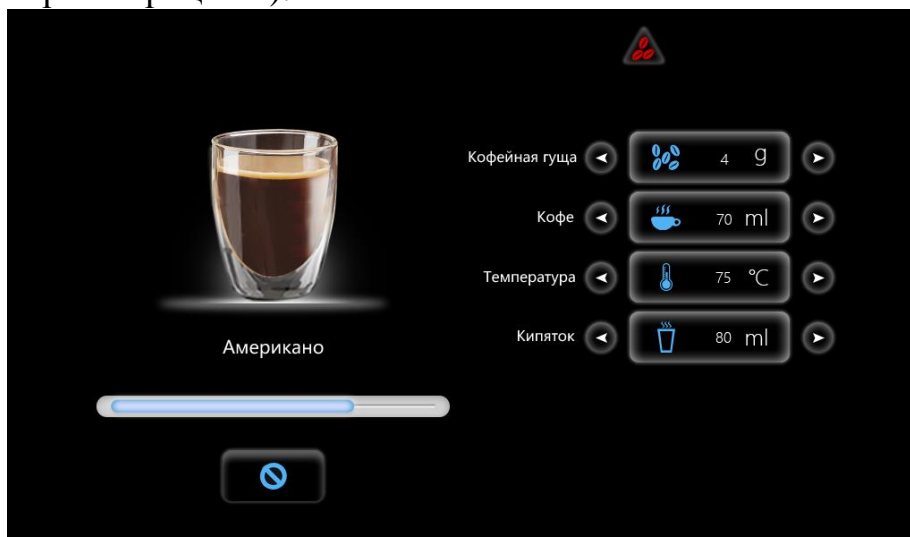 Кофейная гуща 4 g
Кофе 70 ml
Температура 75 °C
Кипяток 80 ml
Американо